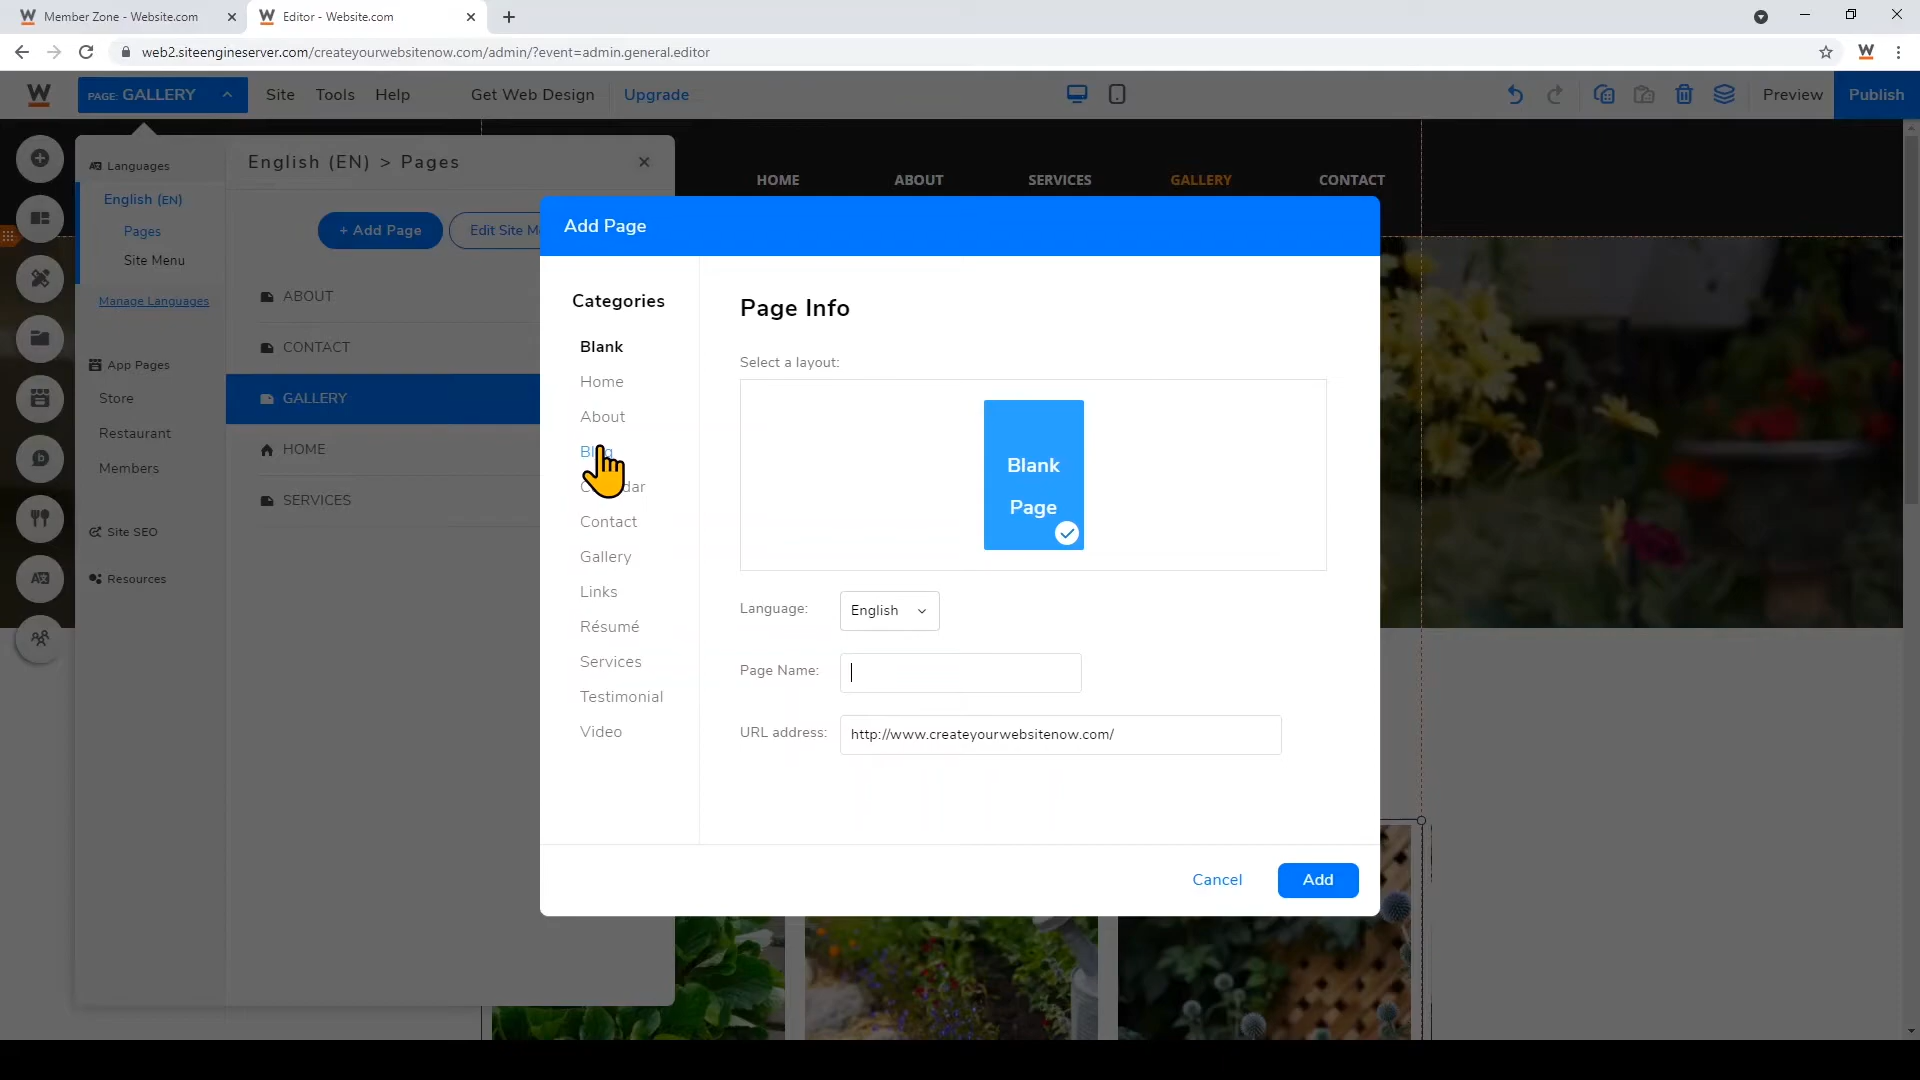 Member Zone - Website.com
Editor - Website.com
web2.siteengineserver.com/createyourwebsitenow.com/admin/?event=admin.general.editor
W
PAGE: GALLERY
Site
Tools
Help
Get Web Design
Upgrade
Preview
Publish
Languages
English (EN)
Pages
Site Menu
Manage Languages
App Pages
Store
Restaurant
Members
Site SEO
Resources
English (EN) > Pages
+ Add Page
Edit Site M
ABOUT
CONTACT
GALLERY
HOME
SERVICES
HOME
ABOUT
SERVICES
GALLERY
CONTACT
Add Page
Categories
Blank
Home
About
Contact
Gallery
Links
Résumé
Services
Testimonial
Video
Page Info
Select a layout:
Blank
Page
Language:
English
Page Name:
URL address:
http://www.createyourwebsitenow.com/
Cancel
Add